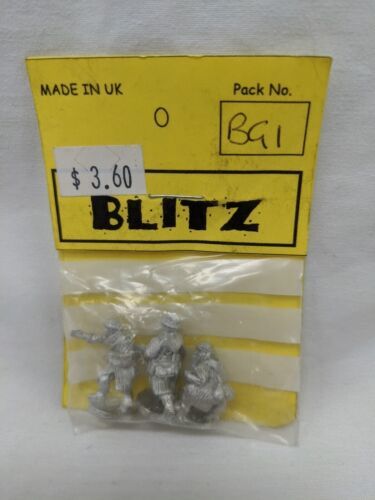 MADE IN UK
Pack No.
BG1
$ 3.60
BLITZ